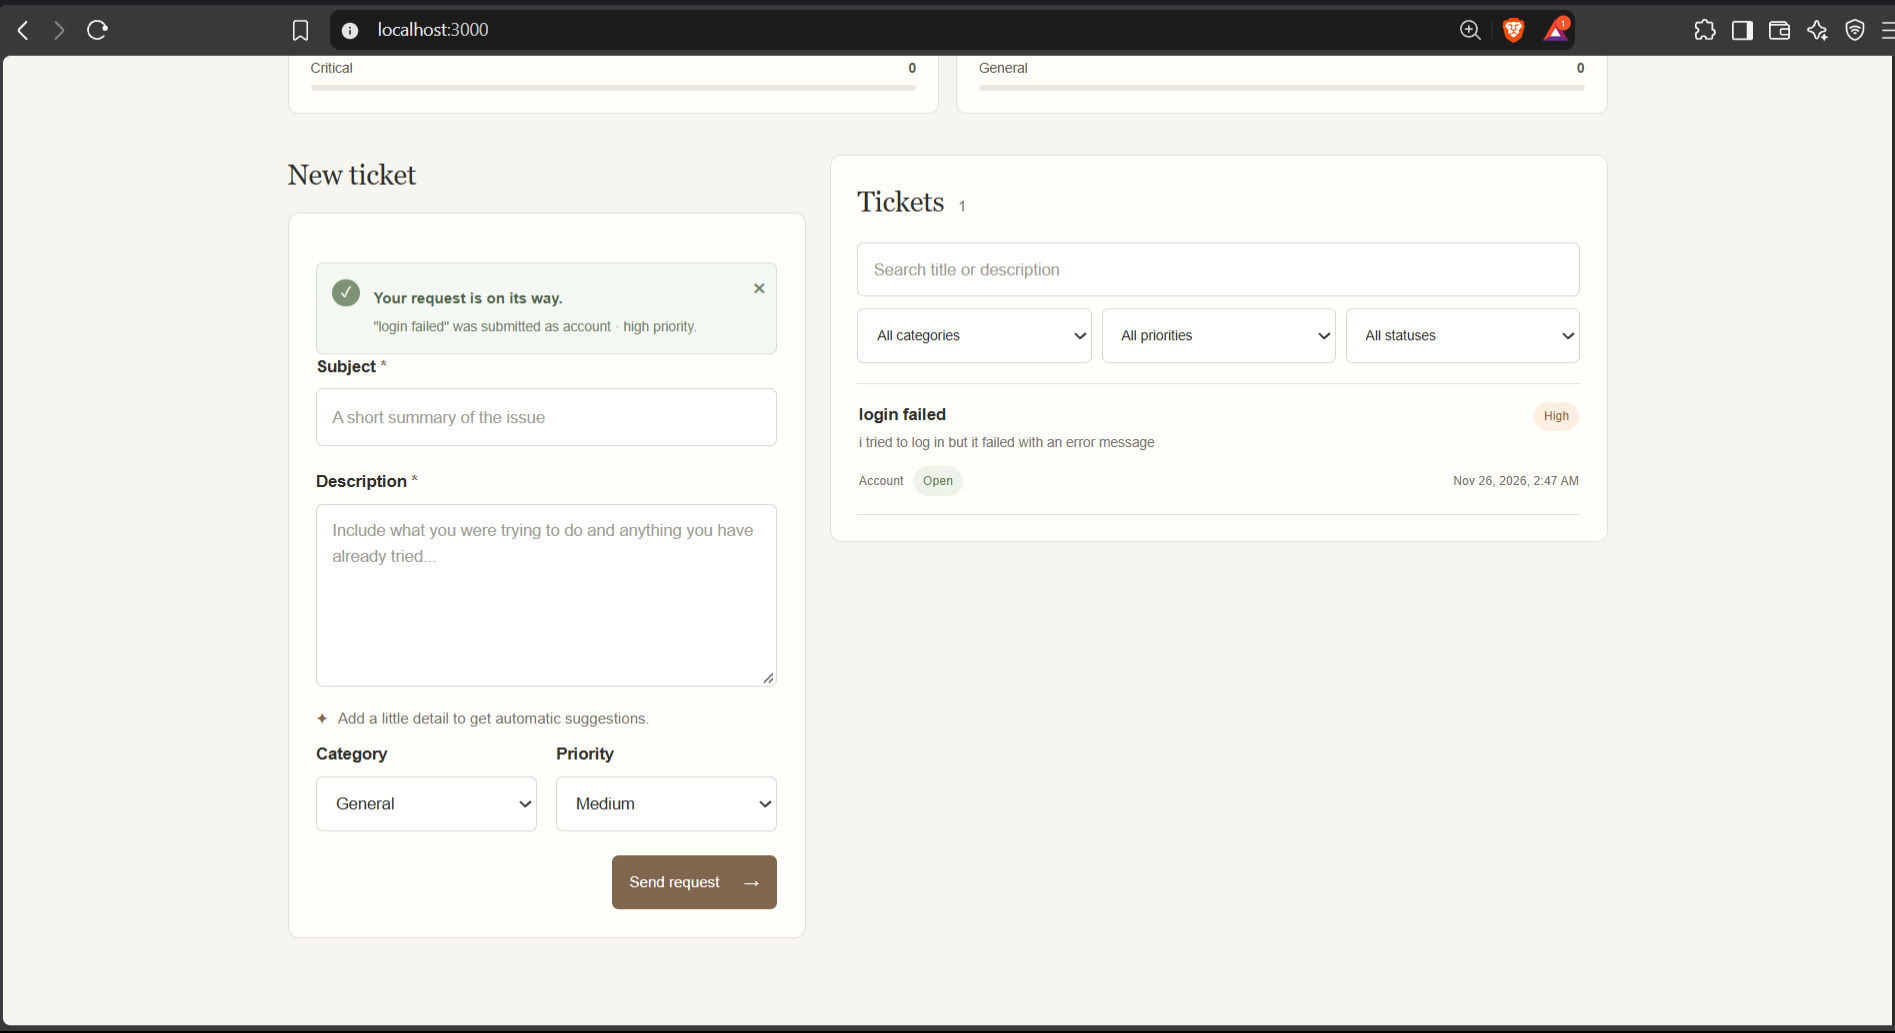 localhost:3000
1
Critical 0
General 0
New ticket
✓ Your request is on its way. ✕
"login failed" was submitted as account · high priority.
Subject *
A short summary of the issue
Description *
Include what you were trying to do and anything you have
already tried...
✦ Add a little detail to get automatic suggestions.
Category Priority
General Medium
Send request →
Tickets 1
Search title or description
All categories All priorities All statuses
login failed High
i tried to log in but it failed with an error message
Account Open Nov 26, 2026, 2:47 AM